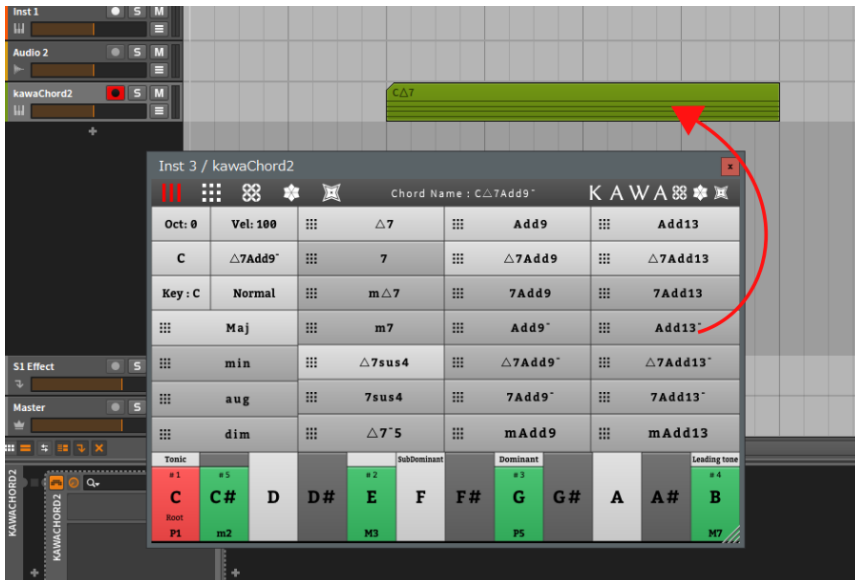 Inst 1 S M
Audio 2 S M
kawaChord2 S M
C△7
Inst 3 / kawaChord2 x
Chord Name : C△7Add9- KAWA
Oct: 0 Vel: 100 △7 Add9 Add13
C △7Add9- 7 △7Add9 △7Add13
Key : C Normal m△7 7Add9 7Add13
Maj m7 Add9- Add13-
min △7sus4 △7Add9- △7Add13-
aug 7sus4 7Add9- 7Add13-
dim △7-5 mAdd9 mAdd13
S1 Effect S
Master S
Tonic SubDominant Dominant Leading tone
#1 #5 #2 #3 #4
C C# D D# E F F# G G# A A# B
Root
P1 m2 M3 P5 M7
KAWACHORD2
KAWACHORD2